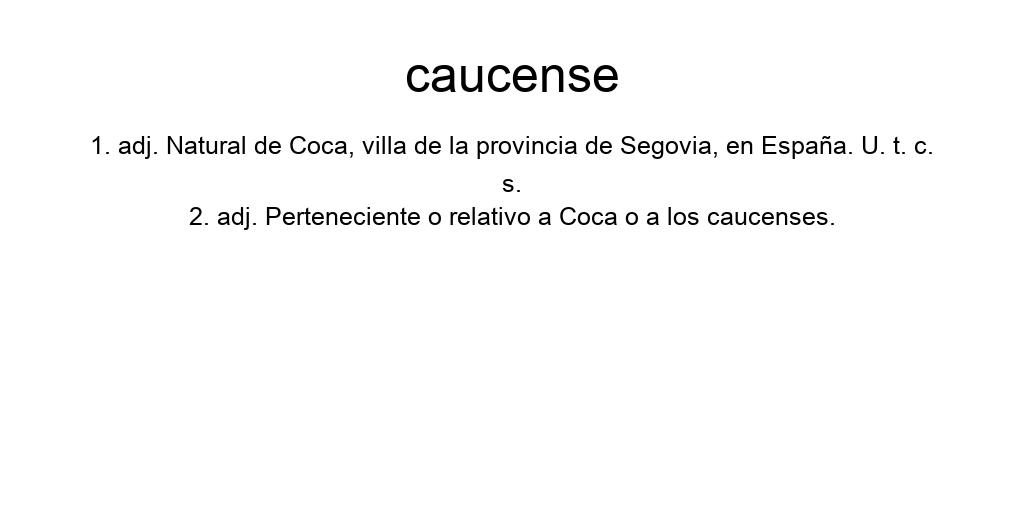 caucense
1. adj. Natural de Coca, villa de la provincia de Segovia, en España. U. t. c.
s.
2. adj. Perteneciente o relativo a Coca o a los caucenses.